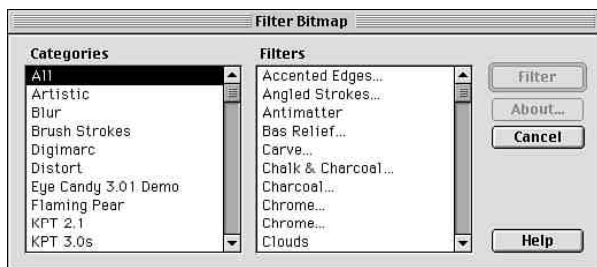 Filter Bitmap
Categories
All
Artistic
Blur
Brush Strokes
Digimarc
Distort
Eye Candy 3.01 Demo
Flaming Pear
KPT 2.1
KPT 3.0s
Filters
Accented Edges...
Angled Strokes...
Antimatter
Bas Relief...
Carve...
Chalk & Charcoal...
Charcoal...
Chrome...
Chrome...
Clouds
Filter
About...
Cancel
Help